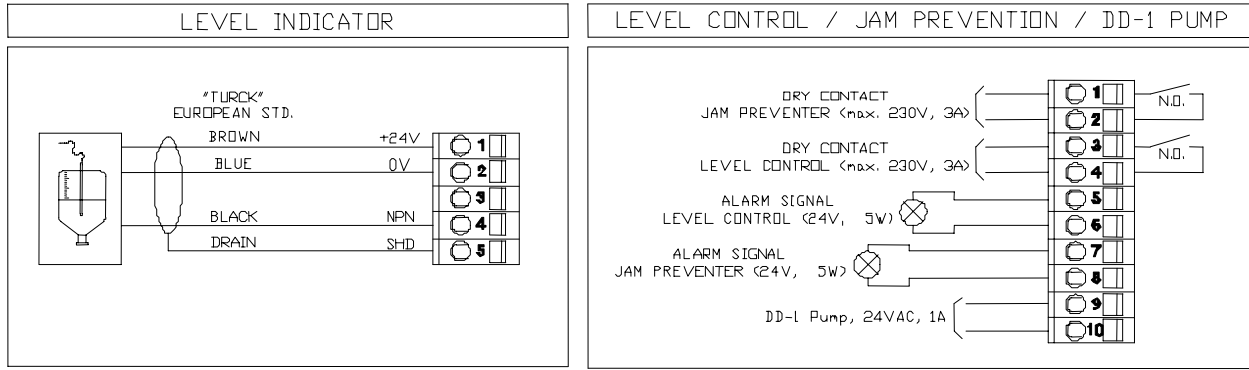 LEVEL INDICATOR
"TURCK"
EUROPEAN STD.
BROWN +24V 1
BLUE 0V 2
3
BLACK NPN 4
DRAIN SHD 5
LEVEL CONTROL / JAM PREVENTION / DD-1 PUMP
DRY CONTACT
JAM PREVENTER (max. 230V, 3A)
1
2
N.O.
DRY CONTACT
LEVEL CONTROL (max. 230V, 3A)
3
4
N.O.
ALARM SIGNAL
LEVEL CONTROL (24V, 5W)
5
6
ALARM SIGNAL
JAM PREVENTER (24V, 5W)
7
8
DD-1 Pump, 24VAC, 1A
9
10